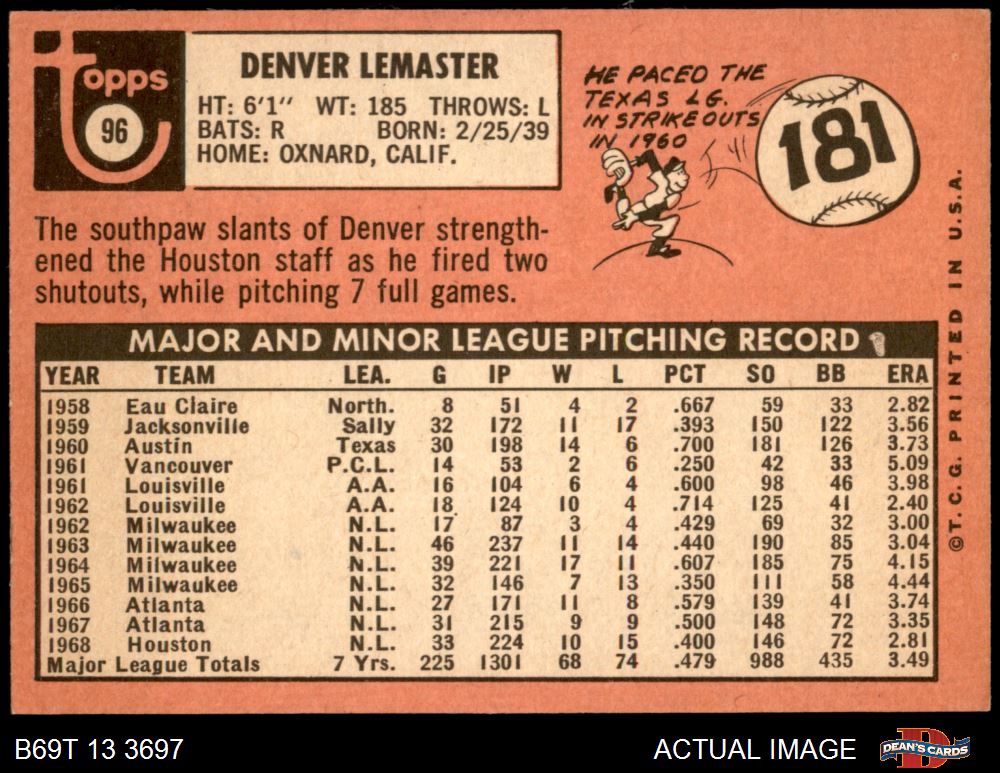 Topps
96
DENVER LEMASTER
HT: 6'1" WT: 185 THROWS: L
BATS: R BORN: 2/25/39
HOME: OXNARD, CALIF.
HE PACED THE
TEXAS LG.
IN STRIKEOUTS
IN 1960
181
The southpaw slants of Denver strength-
ened the Houston staff as he fired two
shutouts, while pitching 7 full games.
MAJOR AND MINOR LEAGUE PITCHING RECORD
YEAR TEAM LEA. G IP W L PCT SO BB ERA
1958 Eau Claire North. 8 51 4 2 .667 59 33 2.82
1959 Jacksonville Sally 32 172 11 17 .393 150 122 3.56
1960 Austin Texas 30 198 14 6 .700 181 126 3.73
1961 Vancouver P.C.L. 14 53 2 6 .250 42 33 5.09
1961 Louisville A.A. 16 104 6 4 .600 98 46 3.98
1962 Louisville A.A. 18 124 10 4 .714 125 41 2.40
1962 Milwaukee N.L. 17 87 3 4 .429 69 32 3.00
1963 Milwaukee N.L. 46 237 11 14 .440 190 85 3.04
1964 Milwaukee N.L. 39 221 17 11 .607 185 75 4.15
1965 Milwaukee N.L. 32 146 7 13 .350 111 58 4.44
1966 Atlanta N.L. 27 171 11 8 .579 139 41 3.74
1967 Atlanta N.L. 31 215 9 9 .500 148 72 3.35
1968 Houston N.L. 33 224 10 15 .400 146 72 2.81
Major League Totals 7 Yrs. 225 1301 68 74 .479 988 435 3.49
©T. C. G. PRINTED IN U.S.A.
B69T 13 3697
ACTUAL IMAGE
DEAN'S CARDS